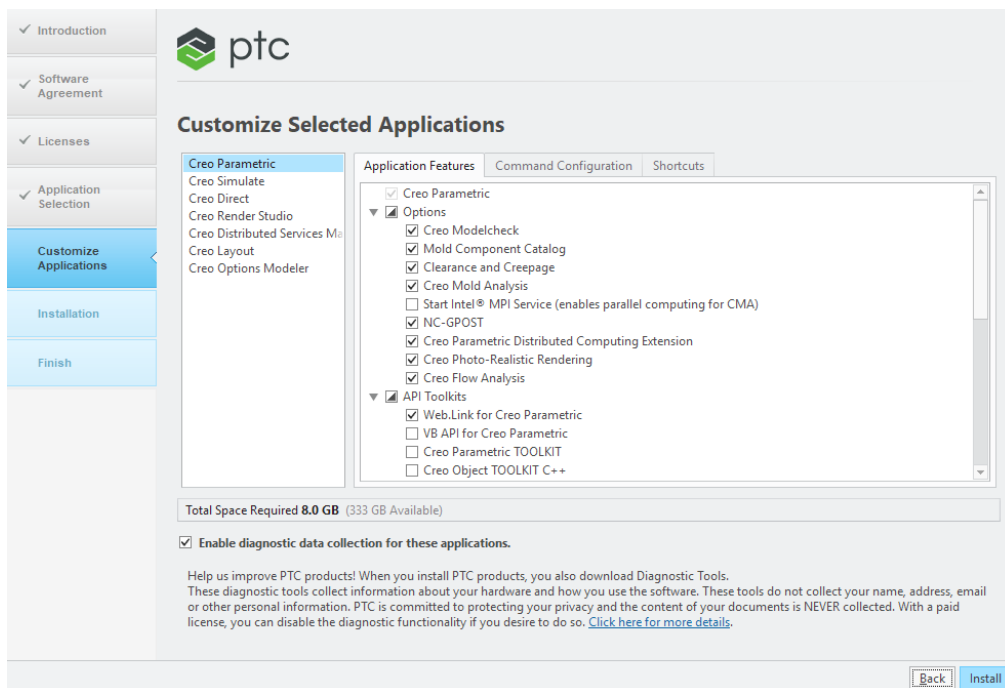 Introduction
Software
Agreement
Licenses
Application
Selection
Customize
Applications
Installation
Finish
ptc
Customize Selected Applications
Creo Parametric
Creo Simulate
Creo Direct
Creo Render Studio
Creo Distributed Services Ma
Creo Layout
Creo Options Modeler
Application Features
Command Configuration
Shortcuts
Creo Parametric
Options
Creo Modelcheck
Mold Component Catalog
Clearance and Creepage
Creo Mold Analysis
Start Intel® MPI Service (enables parallel computing for CMA)
NC-GPOST
Creo Parametric Distributed Computing Extension
Creo Photo-Realistic Rendering
Creo Flow Analysis
API Toolkits
Web.Link for Creo Parametric
VB API for Creo Parametric
Creo Parametric TOOLKIT
Creo Object TOOLKIT C++
Total Space Required 8.0 GB (333 GB Available)
Enable diagnostic data collection for these applications.
Help us improve PTC products! When you install PTC products, you also download Diagnostic Tools.
These diagnostic tools collect information about your hardware and how you use the software. These tools do not collect your name, address, email
or other personal information. PTC is committed to protecting your privacy and the content of your documents is NEVER collected. With a paid
license, you can disable the diagnostic functionality if you desire to do so. Click here for more details.
Back
Install